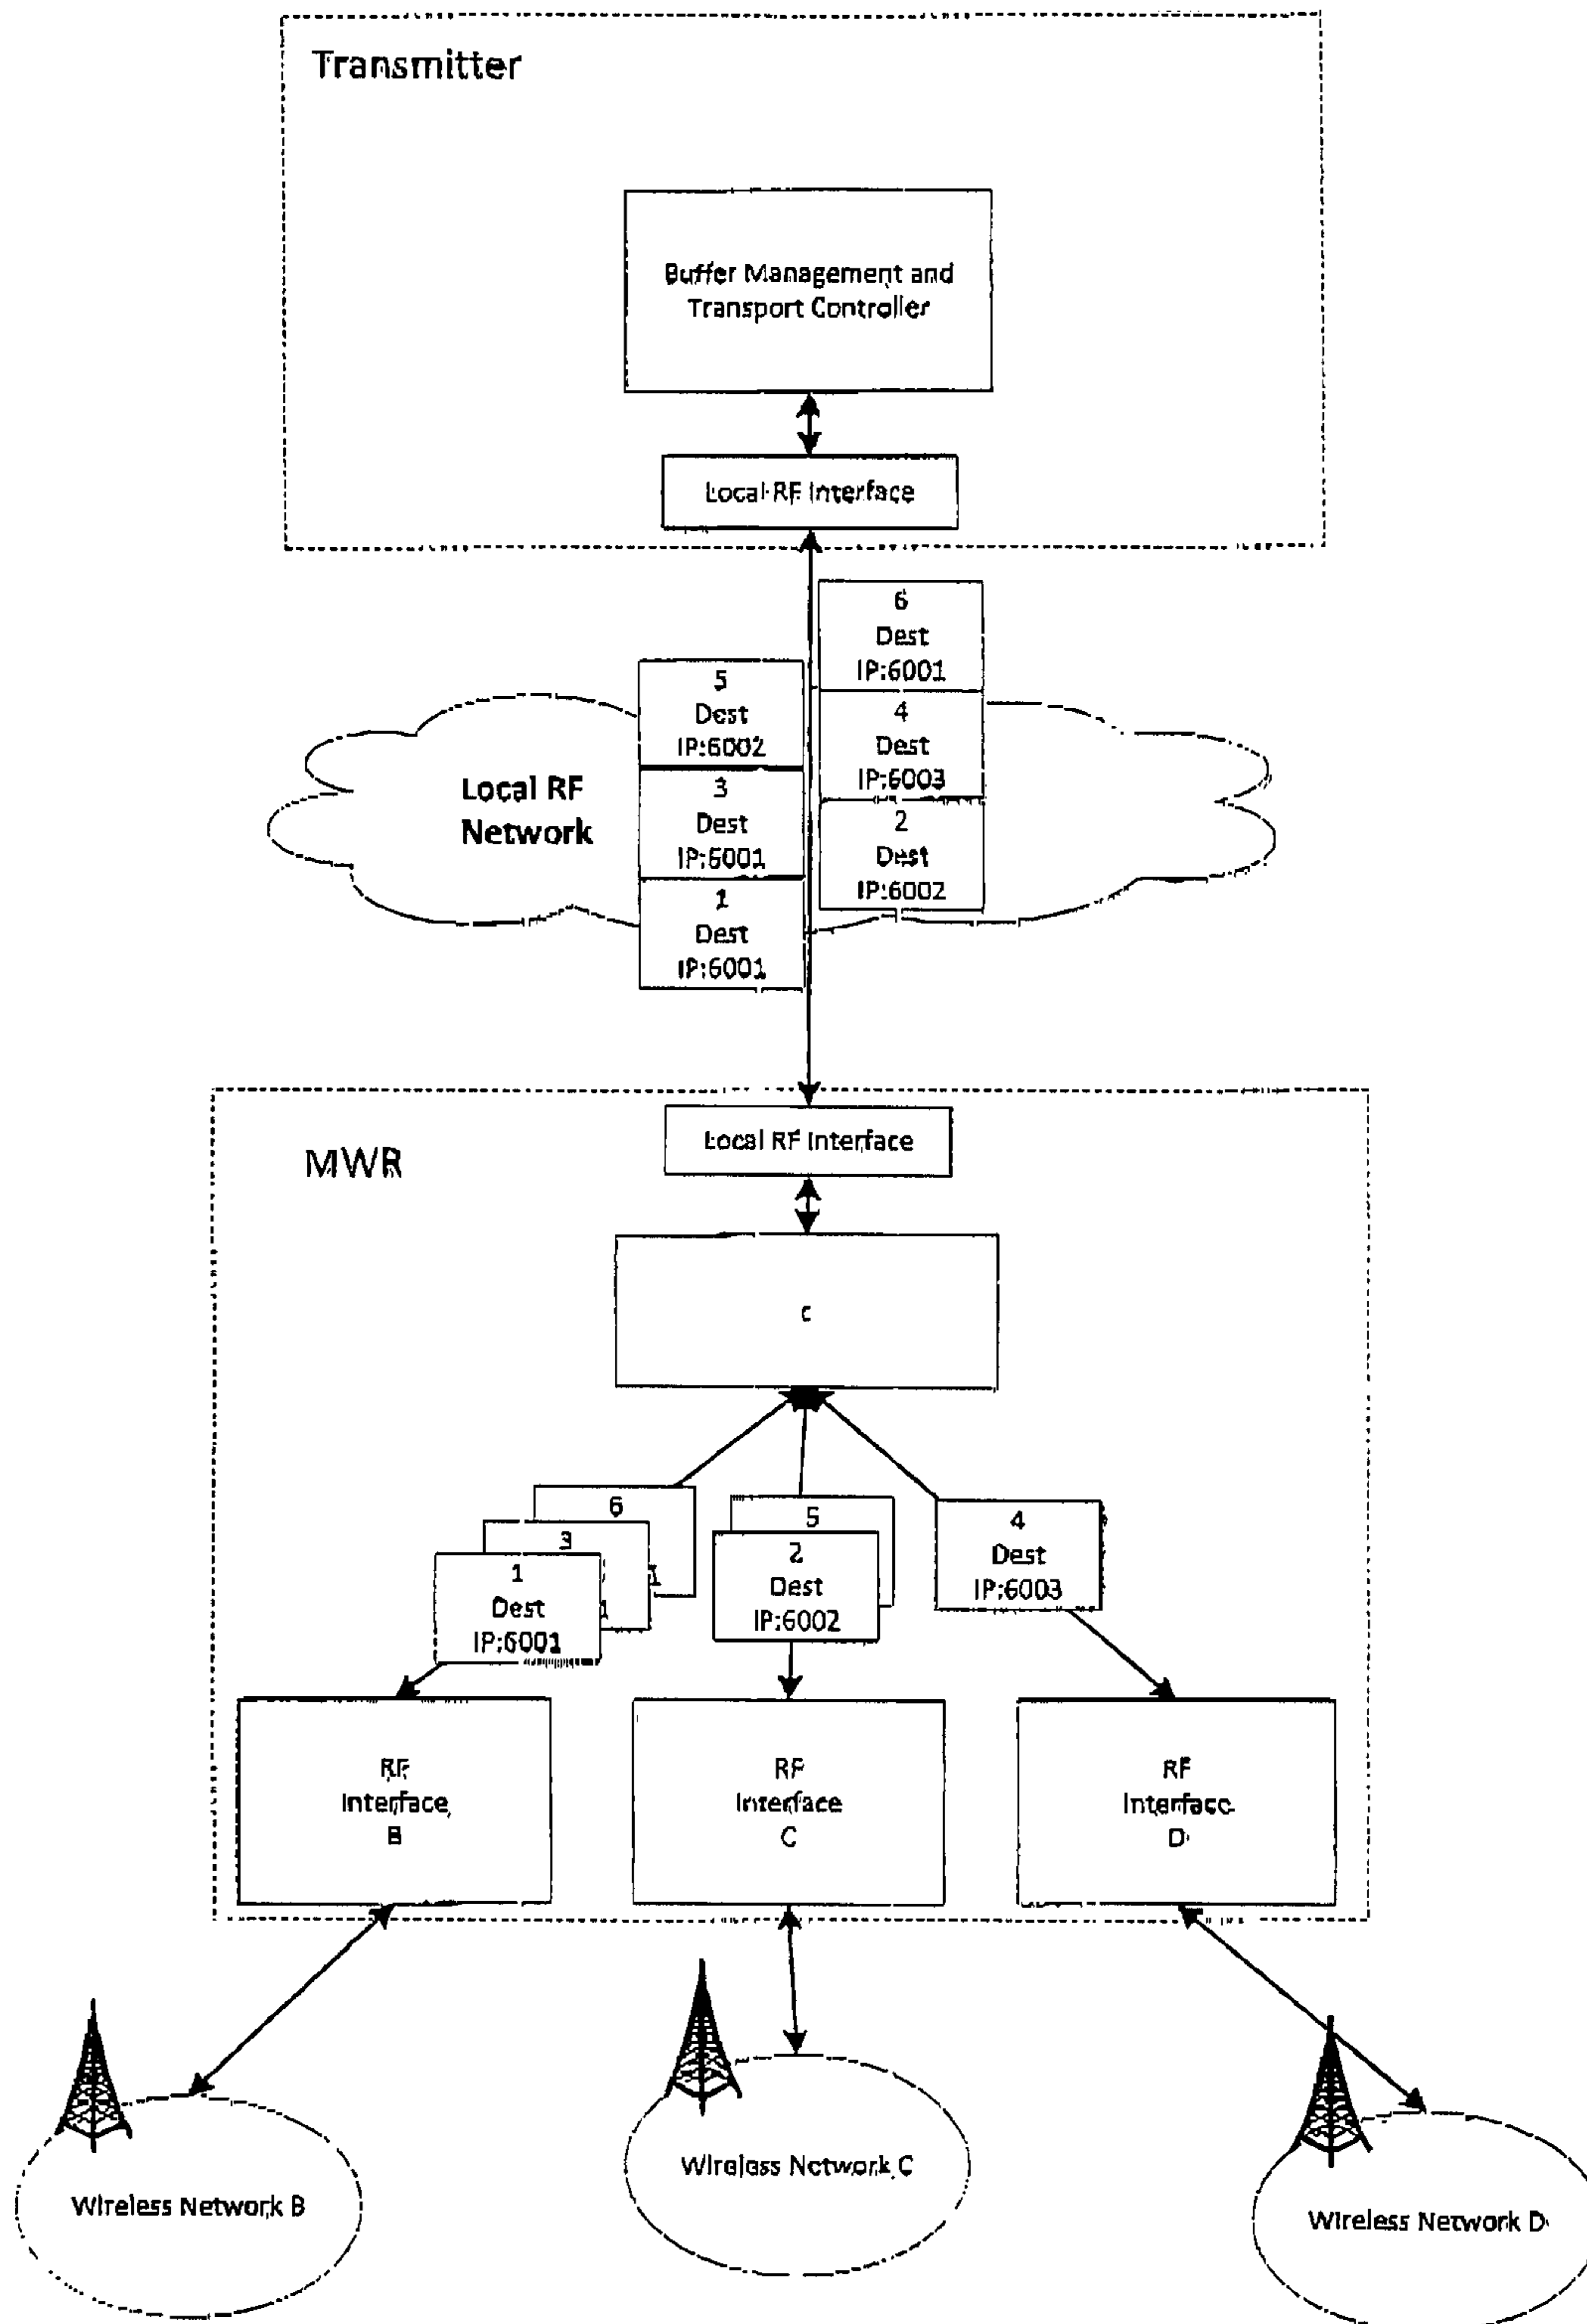 Transmitter
Buffer Management and
Transport Controller
Local RF Interface
6
Dest
IP:6001
5
Dest
IP:6002
4
Dest
IP:6003
Local RF
Network
3
Dest
IP:6001
2
Dest
IP:6002
1
Dest
IP:6001
Local RF Interface
MWR
c
6
3
1
Dest
IP:6001
1
1
5
2
Dest
IP:6002
4
Dest
IP:6003
RF
Interface
B
RF
Interface
C
RF
Interface
D
Wireless Network B
Wireless Network C
Wireless Network D